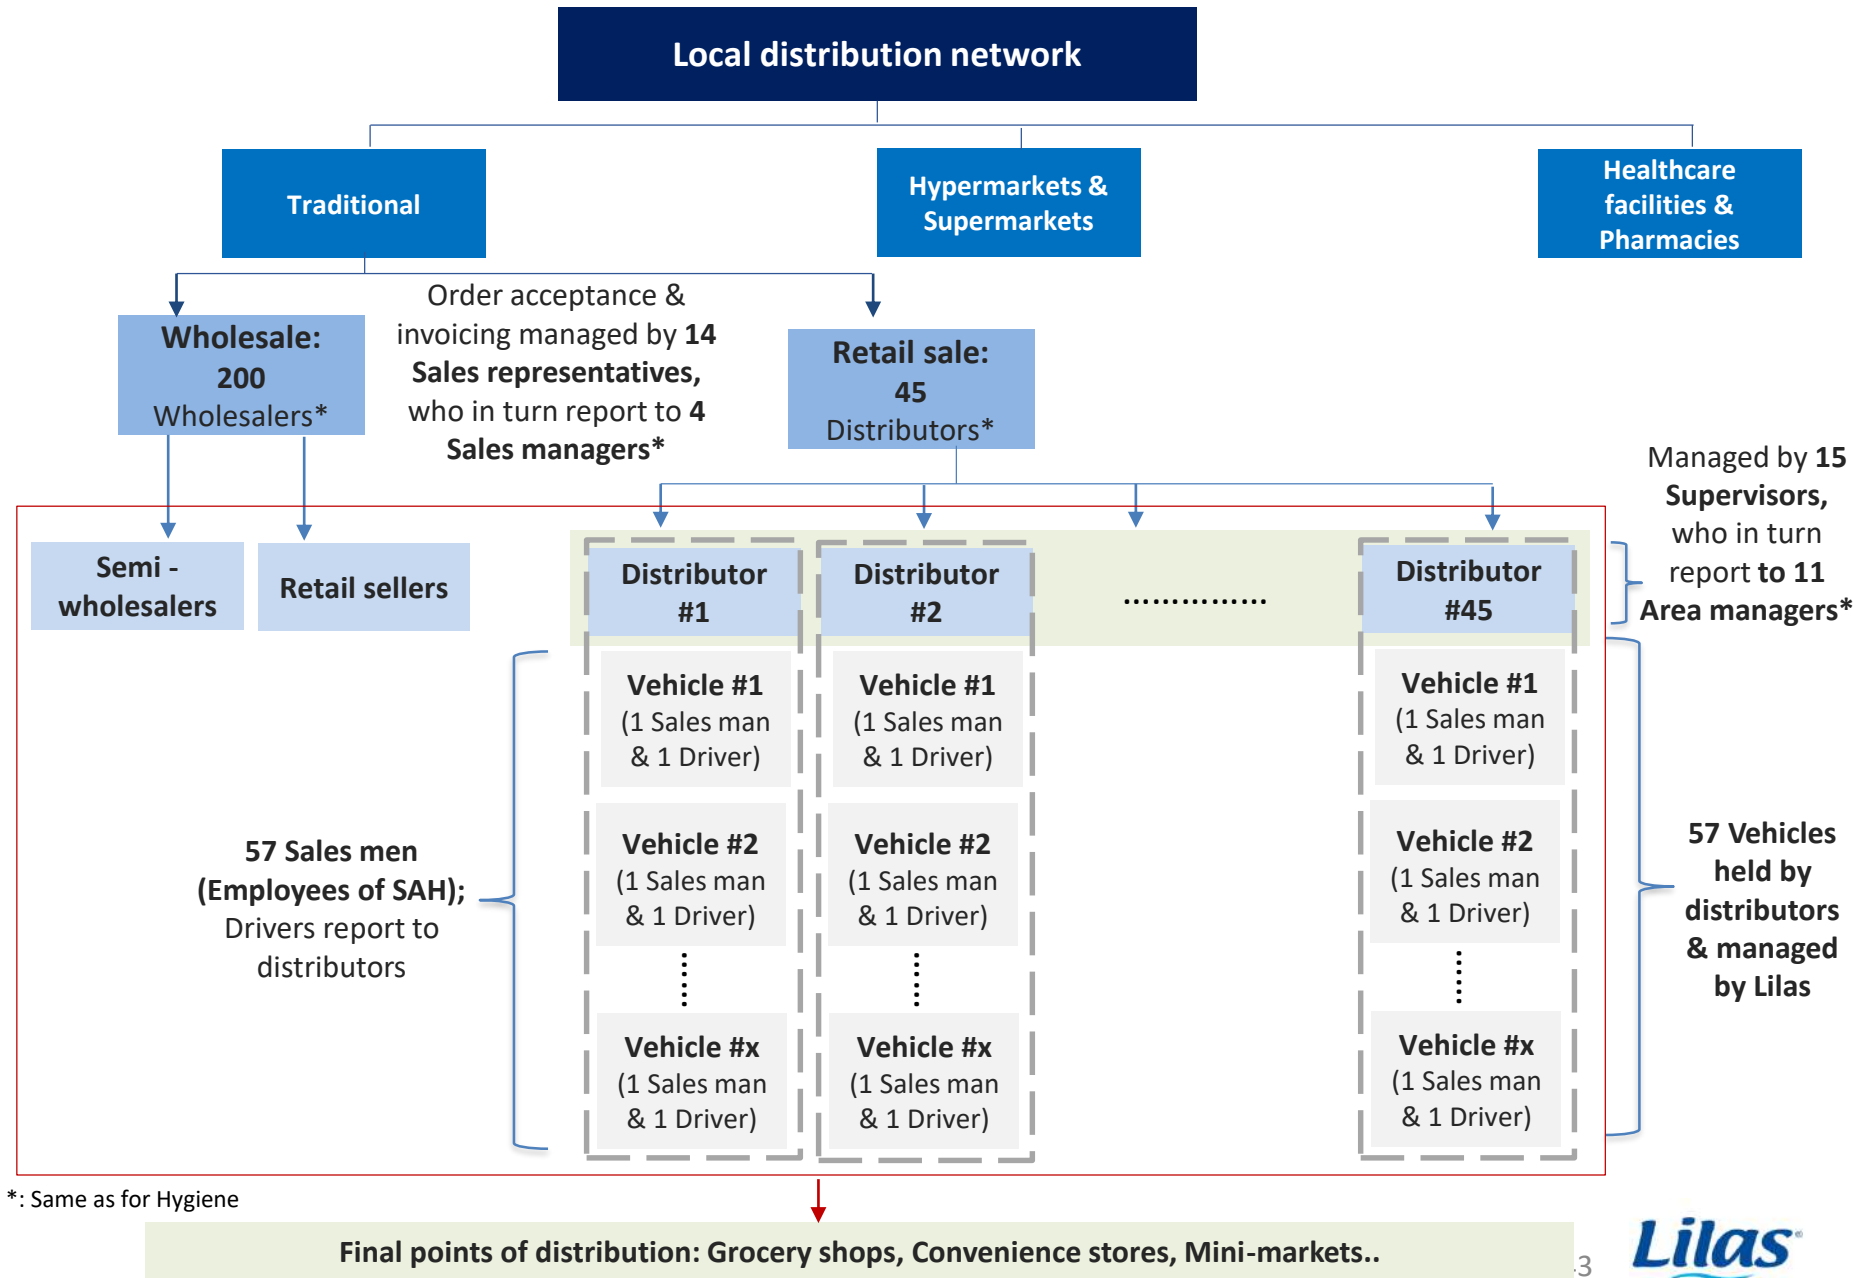 Local distribution network
Traditional
Hypermarkets &
Supermarkets
Healthcare
facilities &
Pharmacies
Wholesale:
200
Wholesalers*
Order acceptance &
invoicing managed by 14
Sales representatives,
who in turn report to 4
Sales managers*
Retail sale:
45
Distributors*
Managed by 15
Supervisors,
who in turn
report to 11
Area managers*
Semi -
wholesalers
Retail sellers
Distributor
#1
Distributor
#2
……………
Distributor
#45
Vehicle #1
(1 Sales man
& 1 Driver)
Vehicle #1
(1 Sales man
& 1 Driver)
Vehicle #1
(1 Sales man
& 1 Driver)
57 Sales men
(Employees of SAH);
Drivers report to
distributors
Vehicle #2
(1 Sales man
& 1 Driver)
Vehicle #2
(1 Sales man
& 1 Driver)
Vehicle #2
(1 Sales man
& 1 Driver)
57 Vehicles
held by
distributors
& managed
by Lilas
Vehicle #x
(1 Sales man
& 1 Driver)
Vehicle #x
(1 Sales man
& 1 Driver)
Vehicle #x
(1 Sales man
& 1 Driver)
*: Same as for Hygiene
Final points of distribution: Grocery shops, Convenience stores, Mini-markets..
Lilas